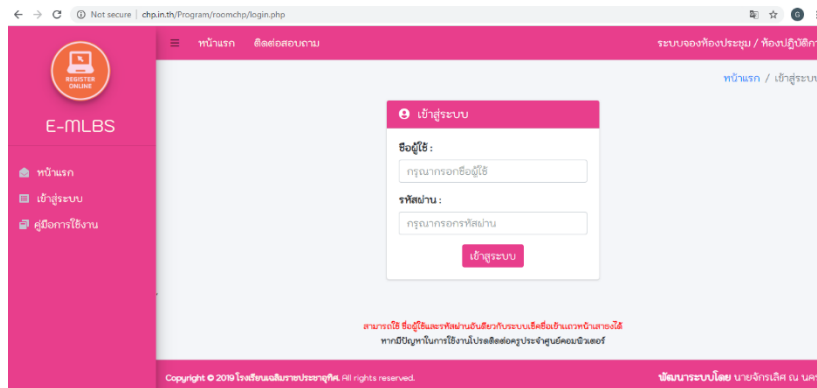 Not secure | chp.in.th/Program/roomchp/login.php
G
REGISTER
ONLINE
E-MLBS
หน้าแรก
เข้าสู่ระบบ
คู่มือการใช้งาน
หน้าแรก ติดต่อสอบถาม
ระบบจองห้องประชุม / ห้องปฏิบัติกา
หน้าแรก / เข้าสู่ระบบ
เข้าสู่ระบบ
ชื่อผู้ใช้ :
กรุณากรอกชื่อผู้ใช้
รหัสผ่าน :
กรุณากรอกรหัสผ่าน
เข้าสู่ระบบ
สามารถใช้ ชื่อผู้ใช้และรหัสผ่านอันเดียวกับระบบเช็คชื่อเข้าแถวหน้าเสาธงได้
หากมีปัญหาในการใช้งานโปรดติดต่อครูประจำศูนย์คอมพิวเตอร์
Copyright © 2019 โรงเรียนเฉลิมราชประชาอุทิศ. All rights reserved.
พัฒนาระบบโดย นายจักรเลิศ ณ นคร